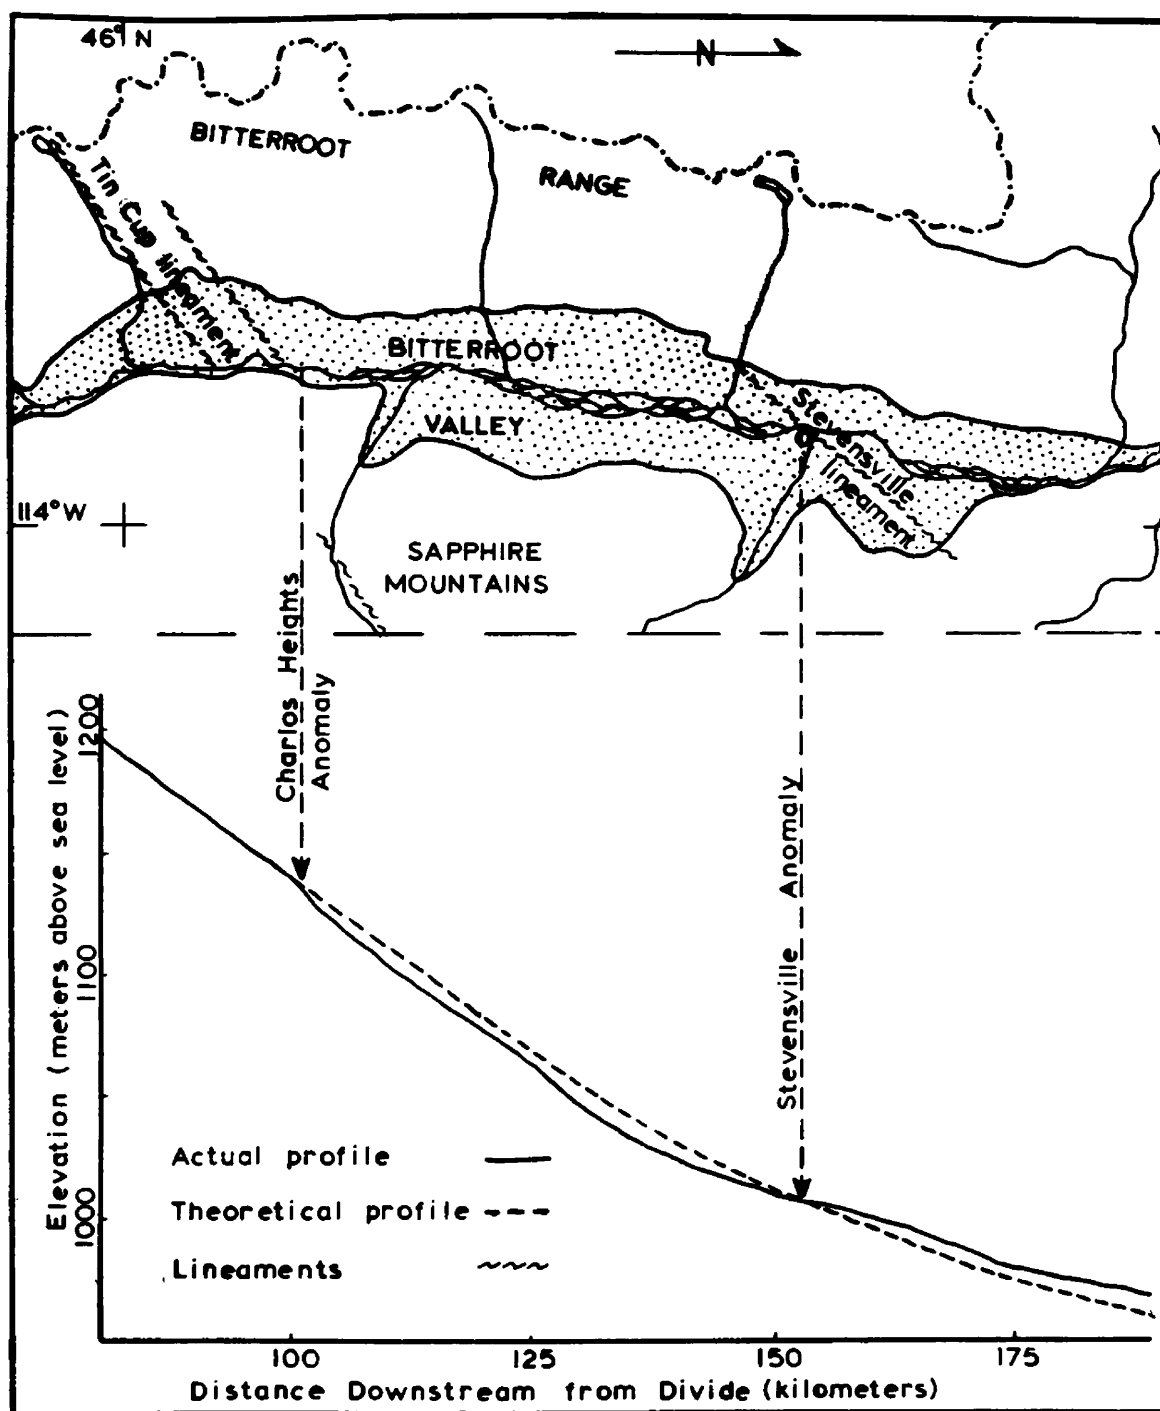 46° N
N
BITTERROOT
RANGE
Tin Cup lineament
BITTERROOT
VALLEY
Stevensville
lineament
114° W
SAPPHIRE
MOUNTAINS
Charlos Heights
Anomaly
Stevensville Anomaly
Elevation (meters above sea level)
1200
1100
1000
Actual profile
Theoretical profile
Lineaments
100 125 150 175
Distance Downstream from Divide (kilometers)